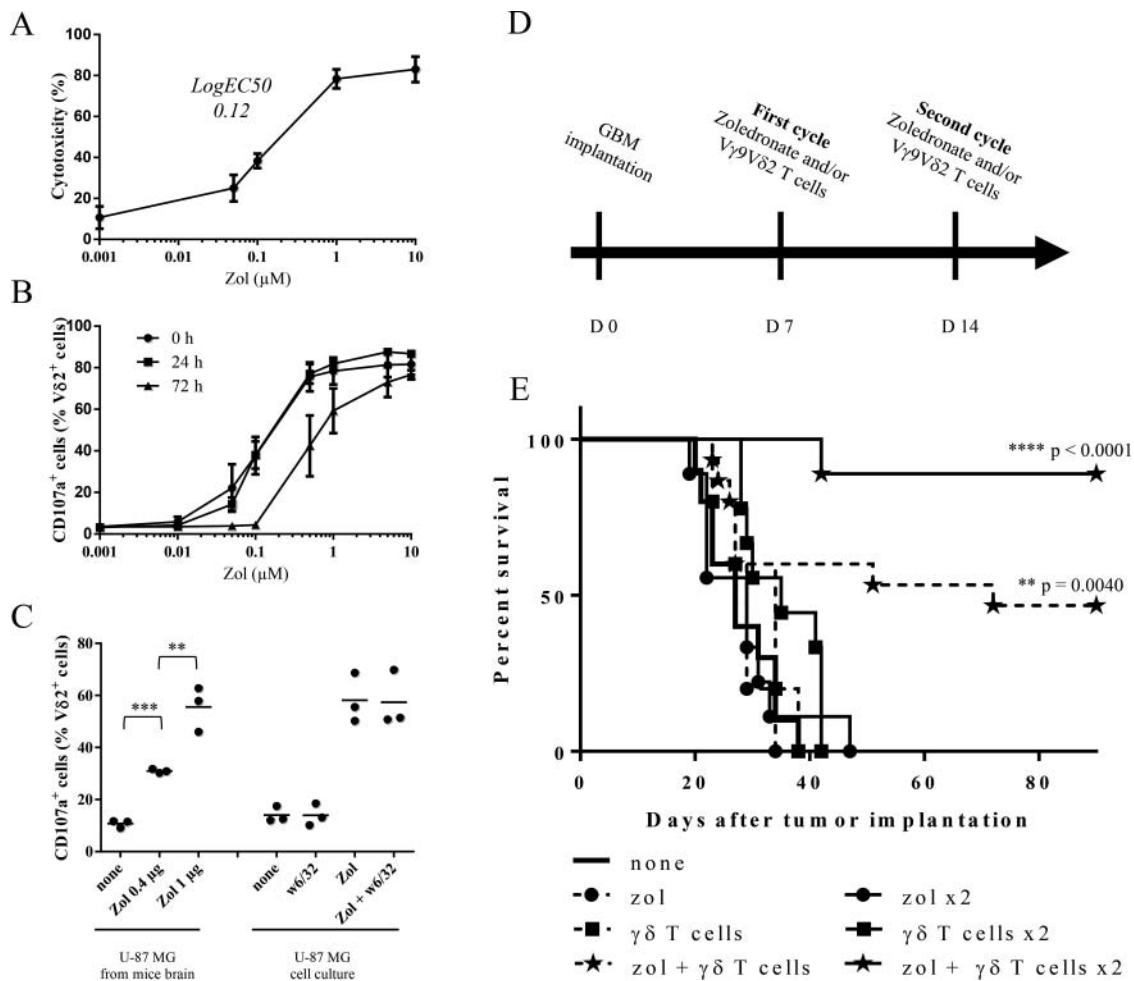 A
Cytotoxicity (%)
100
80
60
40
20
0
LogEC50
0.12
0.001
0.01
0.1
1
10
Zol (µM)
B
CD107a⁺ cells (% Vδ2⁺ cells)
100
80
60
40
20
0
0 h
24 h
72 h
0.001
0.01
0.1
1
10
Zol (µM)
C
CD107a⁺ cells (% Vδ2⁺ cells)
80
60
40
20
0
***
**
none
Zol 0.4 µg
Zol 1 µg
none
w6/32
Zol
Zol + w6/32
U-87 MG
from mice brain
U-87 MG
cell culture
D
GBM
implantation
First cycle
Zoledronate and/or
Vγ9Vδ2 T cells
Second cycle
Zoledronate and/or
Vγ9Vδ2 T cells
D 0
D 7
D 14
E
Percent survival
100
50
0
**** p < 0.0001
** p = 0.0040
0
20
40
60
80
Days after tumor implantation
none
zol
zol x2
γδ T cells
γδ T cells x2
zol + γδ T cells
zol + γδ T cells x2